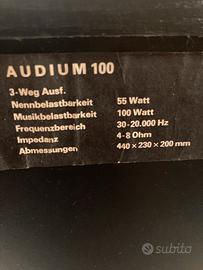 AUDIUM 100
3-Weg Ausf.
Nennbelastbarkeit 55 Watt
Musikbelastbarkeit 100 Watt
Frequenzbereich 30-20.000 Hz
Impedanz 4-8 Ohm
Abmessungen 440×230×200 mm
subito